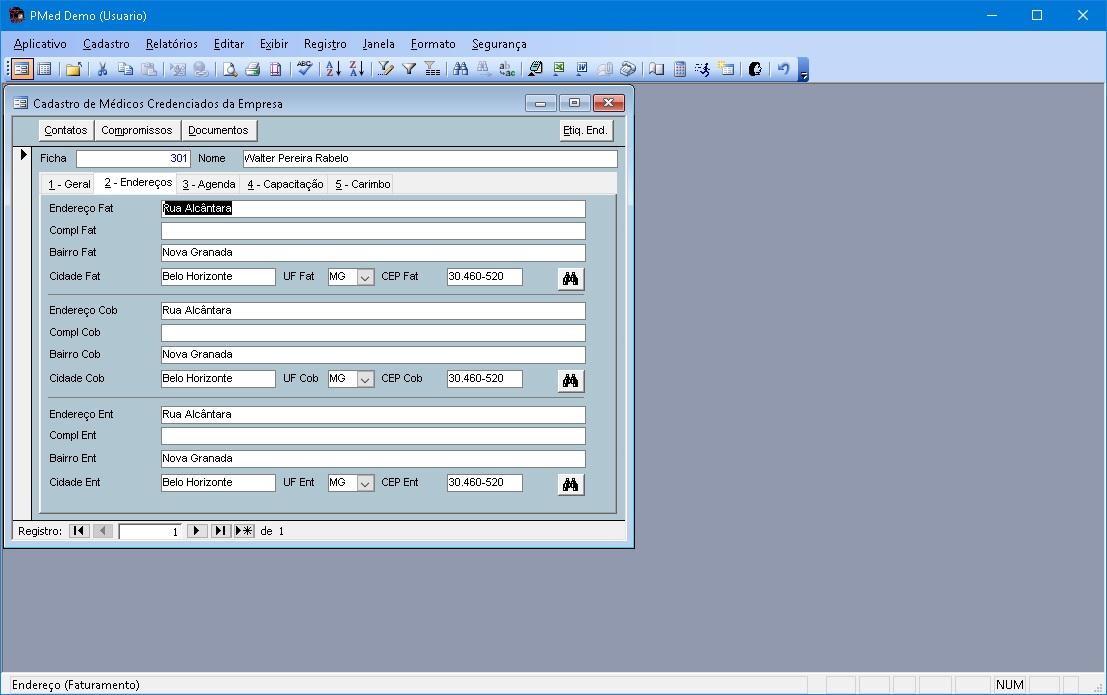 PMed Demo (Usuario)
Aplicativo Cadastro Relatórios Editar Exibir Registro Janela Formato Segurança
Cadastro de Médicos Credenciados da Empresa
Contatos Compromissos Documentos Etiq. End.
Ficha 301 Nome Walter Pereira Rabelo
1 - Geral 2 - Endereços 3 - Agenda 4 - Capacitação 5 - Carimbo
Endereço Fat Rua Alcântara
Compl Fat
Bairro Fat Nova Granada
Cidade Fat Belo Horizonte UF Fat MG CEP Fat 30.460-520
Endereço Cob Rua Alcântara
Compl Cob
Bairro Cob Nova Granada
Cidade Cob Belo Horizonte UF Cob MG CEP Cob 30.460-520
Endereço Ent Rua Alcântara
Compl Ent
Bairro Ent Nova Granada
Cidade Ent Belo Horizonte UF Ent MG CEP Ent 30.460-520
Registro: 1 de 1
Endereço (Faturamento) NUM